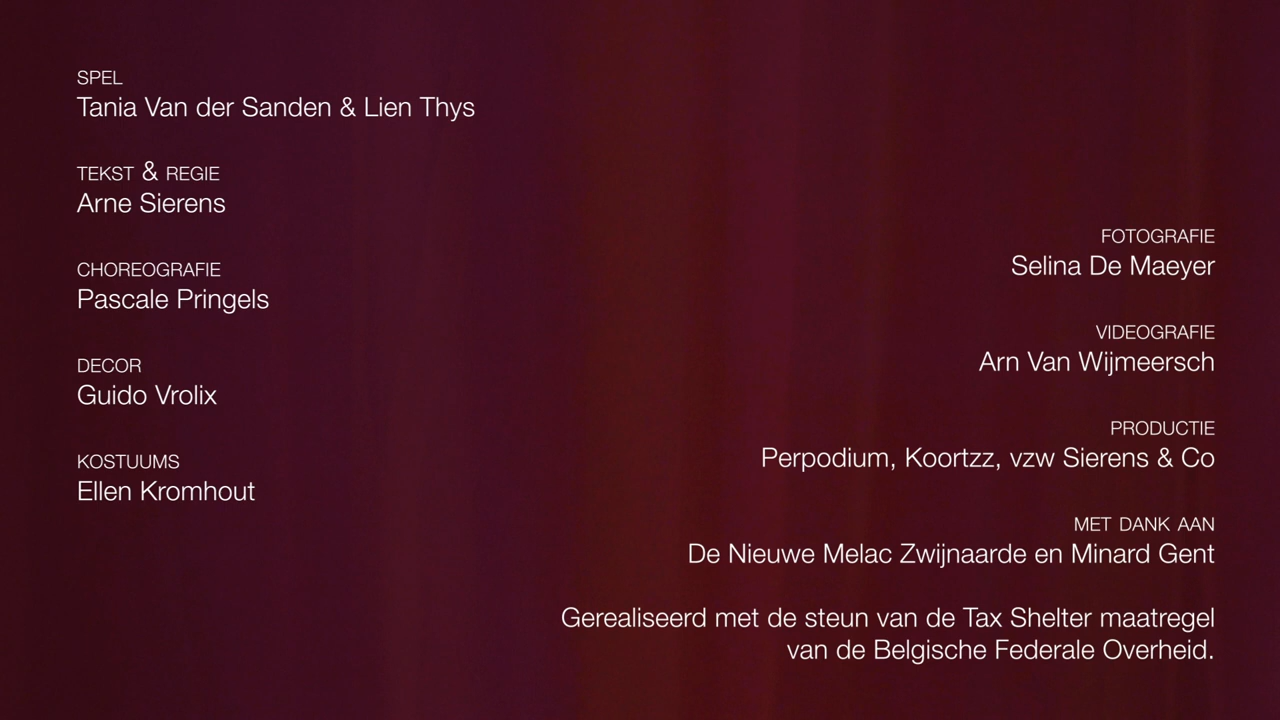 SPEL
Tania Van der Sanden & Lien Thys
TEKST & REGIE
Arne Sierens
CHOREOGRAFIE
Pascale Pringels
DECOR
Guido Vrolix
KOSTUUMS
Ellen Kromhout
FOTOGRAFIE
Selina De Maeyer
VIDEOGRAFIE
Arn Van Wijmeersch
PRODUCTIE
Perpodium, Koortzz, vzw Sierens & Co
MET DANK AAN
De Nieuwe Melac Zwijnaarde en Minard Gent
Gerealiseerd met de steun van de Tax Shelter maatregel
van de Belgische Federale Overheid.